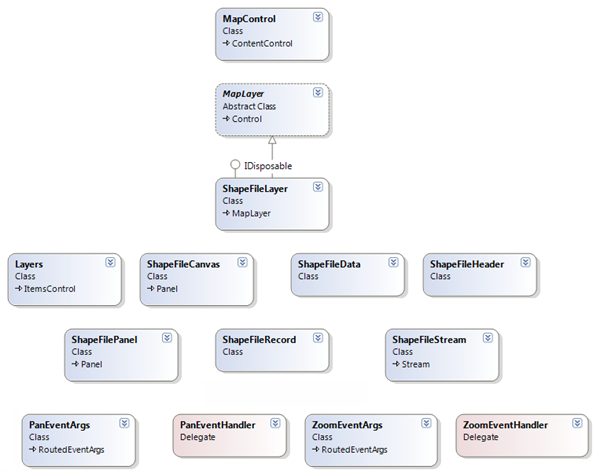 MapControl
Class
ContentControl
MapLayer
Abstract Class
Control
IDisposable
ShapeFileLayer
Class
MapLayer
Layers
Class
ItemsControl
ShapeFileCanvas
Class
Panel
ShapeFileData
Class
ShapeFileHeader
Class
ShapeFilePanel
Class
Panel
ShapeFileRecord
Class
ShapeFileStream
Class
Stream
PanEventArgs
Class
RoutedEventArgs
PanEventHandler
Delegate
ZoomEventArgs
Class
RoutedEventArgs
ZoomEventHandler
Delegate